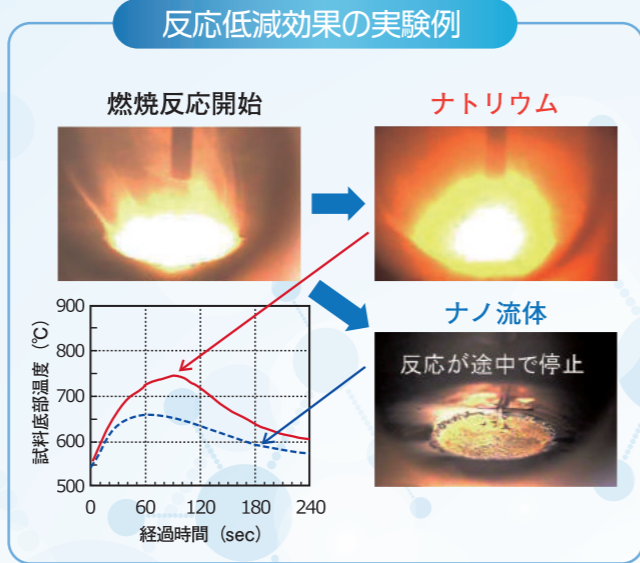 反応低減効果の実験例
燃焼反応開始
ナトリウム
ナノ流体
反応が途中で停止
試料底部温度（℃）
900
800
700
600
500
0 60 120 180 240
経過時間（sec）